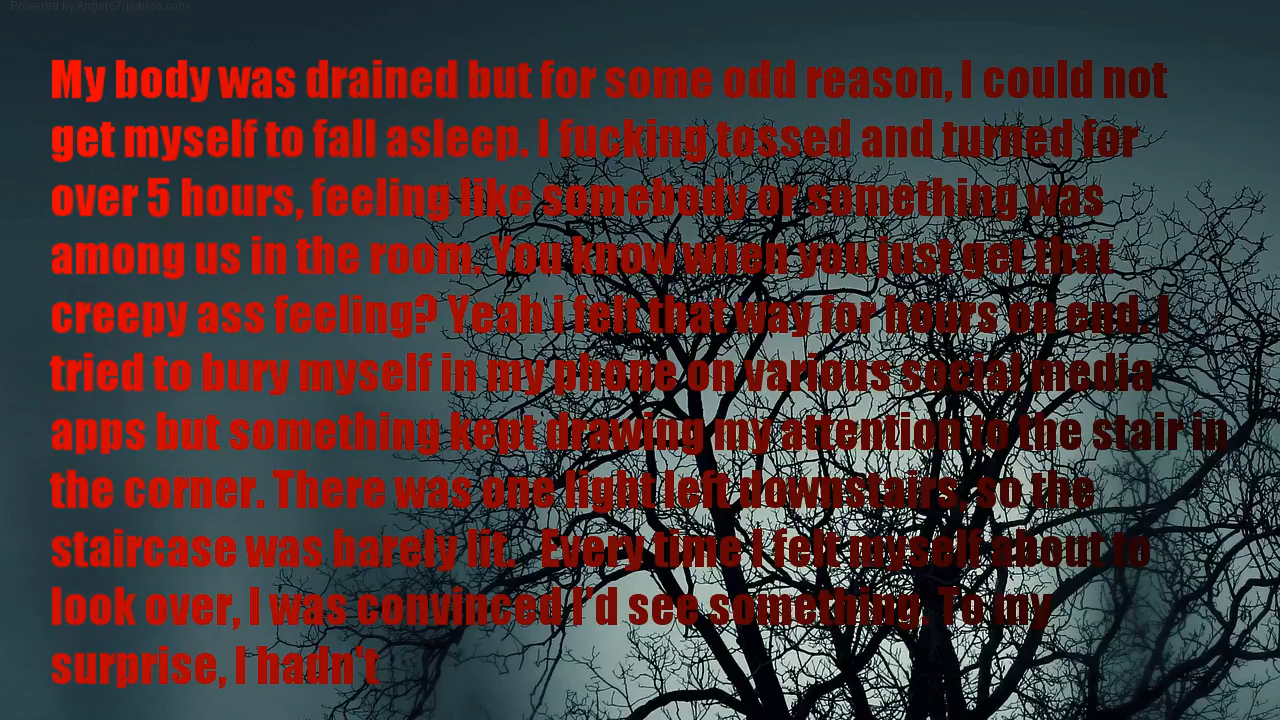 Powered by AngeloTricarico.com
My body was drained but for some odd reason, I could not
get myself to fall asleep. I fucking tossed and turned for
over 5 hours, feeling like somebody or something was
among us in the room. You know when you just get that
creepy ass feeling? Yeah i felt that way for hours on end. I
tried to bury myself in my phone on various social media
apps but something kept drawing my attention to the stair in
the corner. There was one light left downstairs, so the
staircase was barely lit.   Every time I felt myself about to
look over, I was convinced I'd see something. To my
surprise, I hadn't